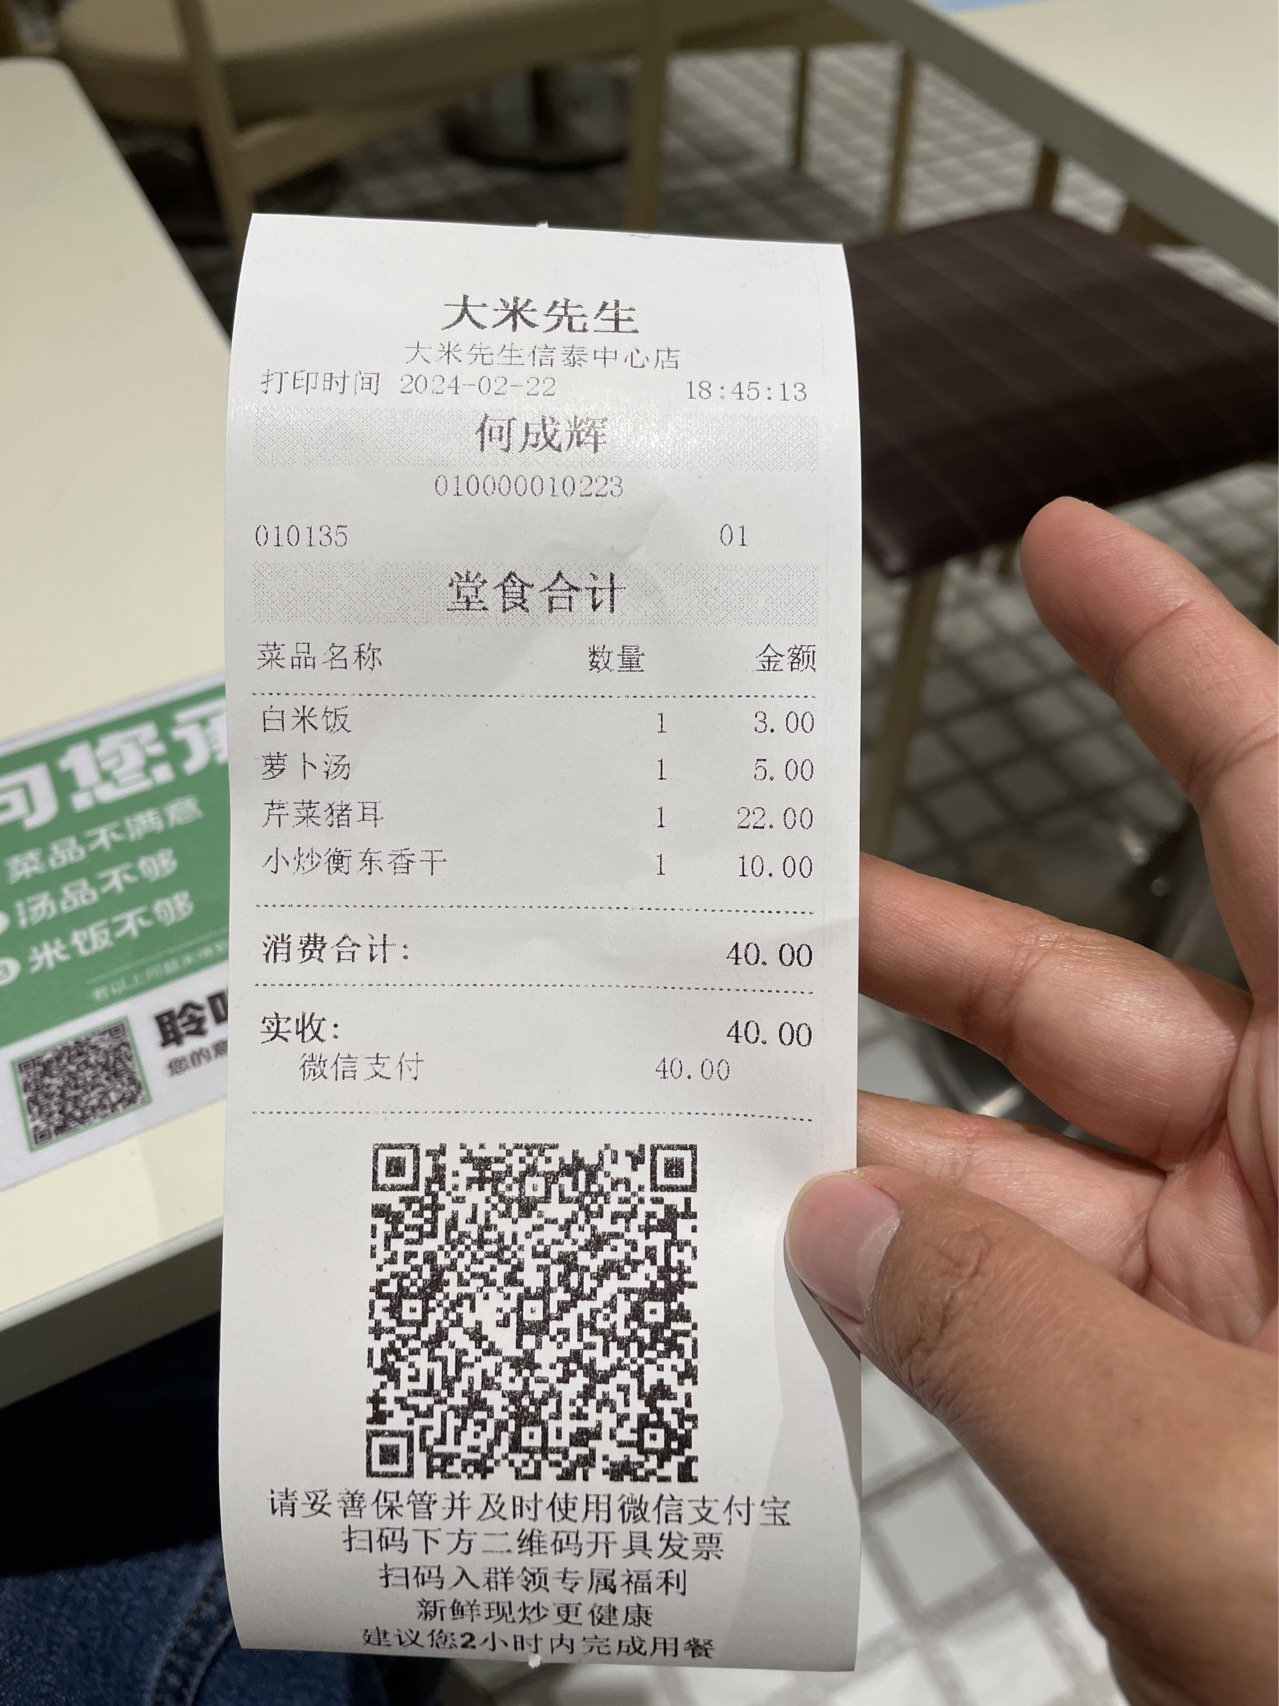 大米先生
大米先生信泰中心店
打印时间 2024-02-22 18:45:13
何成辉
010000010223
010135 01
堂食合计
菜品名称 数量 金额
白米饭 1 3.00
萝卜汤 1 5.00
芹菜猪耳 1 22.00
小炒衡东香干 1 10.00
消费合计: 40.00
实收: 40.00
微信支付 40.00
请妥善保管并及时使用微信支付宝
扫码下方二维码开具发票
扫码入群领专属福利
新鲜现炒更健康
建议您2小时内完成用餐
向您承
菜品不满意
汤品不够
米饭不够
聆
您的意